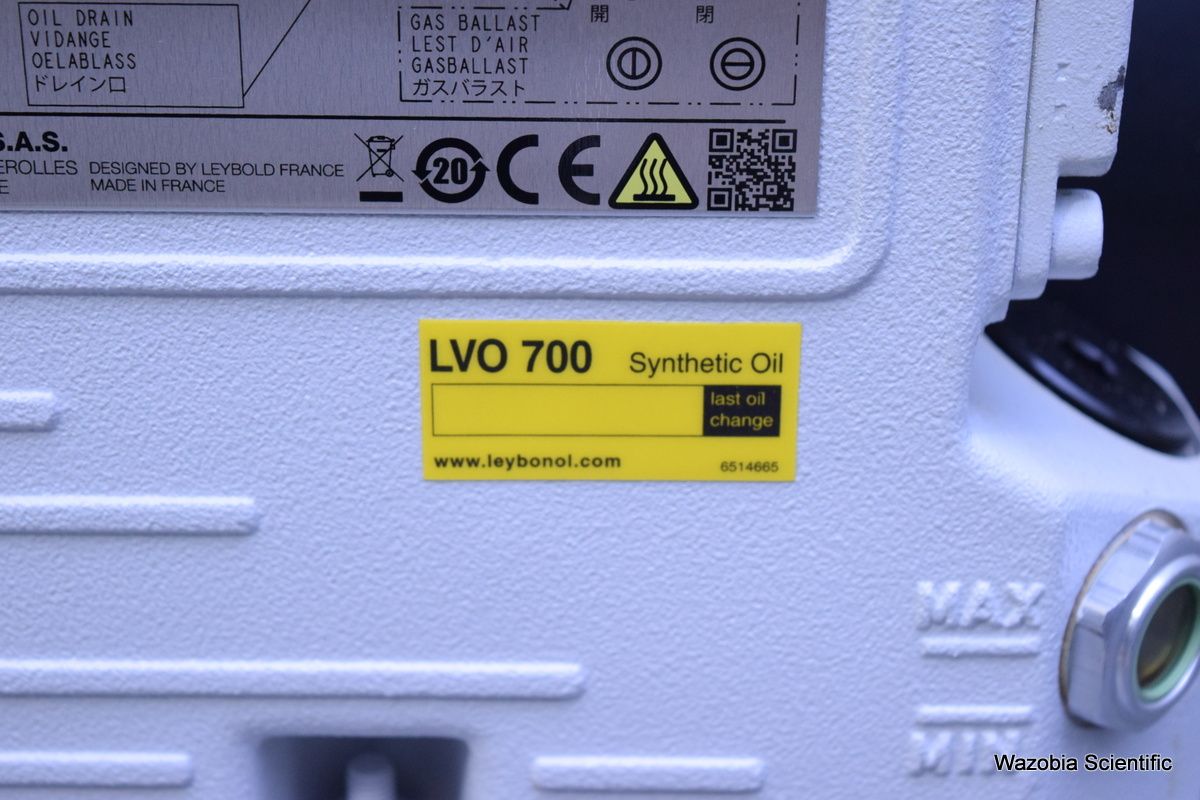 OIL DRAIN
VIDANGE
OELABLASS
ドレイン口
GAS BALLAST
LEST D'AIR
GASBALLAST
ガスバラスト
開 閉
S.A.S.
EROLLES DESIGNED BY LEYBOLD FRANCE
E MADE IN FRANCE
20
CE
LVO 700 Synthetic Oil
last oil
change
www.leybonol.com 6514665
MAX
MIN
Wazobia Scientific